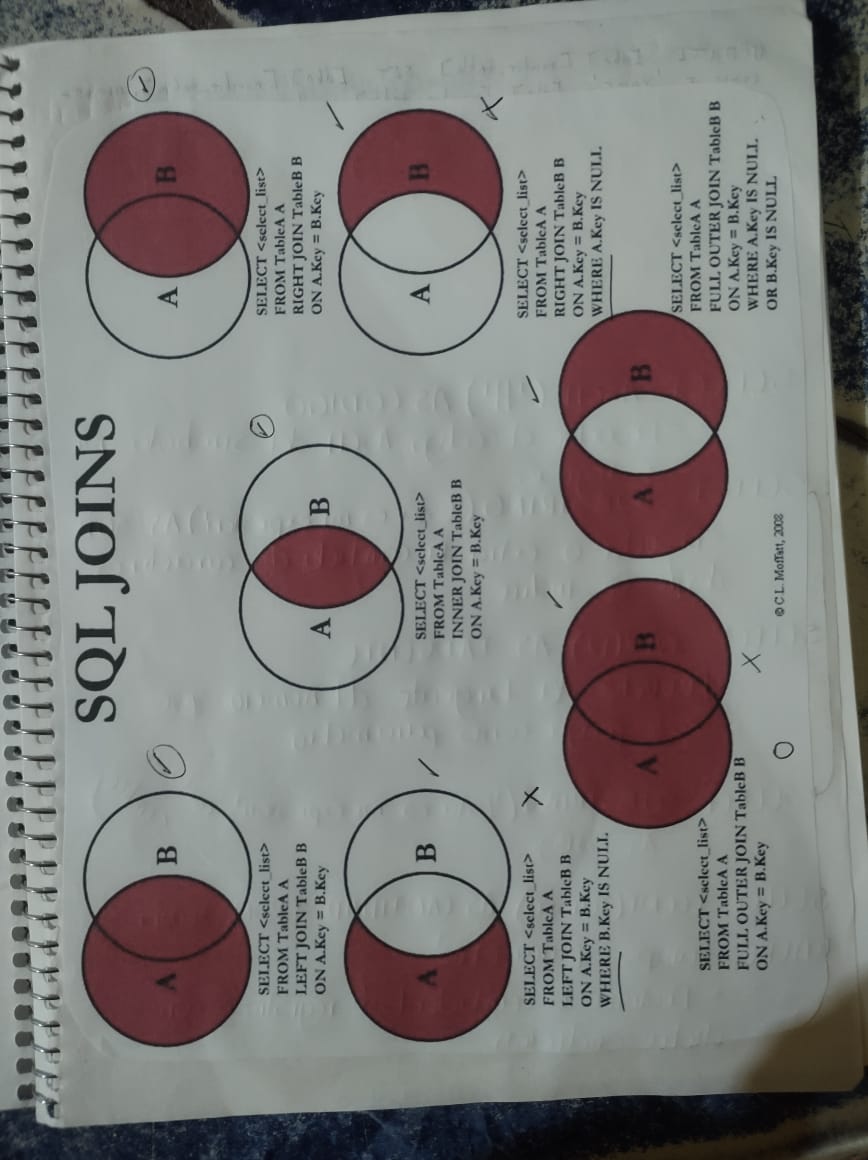 SQL JOINS
A B
SELECT <select_list>
FROM TableA A
LEFT JOIN TableB B
ON A.Key = B.Key
A B
SELECT <select_list>
FROM TableA A
INNER JOIN TableB B
ON A.Key = B.Key
A B
SELECT <select_list>
FROM TableA A
RIGHT JOIN TableB B
ON A.Key = B.Key
A B
SELECT <select_list>
FROM TableA A
LEFT JOIN TableB B
ON A.Key = B.Key
WHERE B.Key IS NULL
A B
SELECT <select_list>
FROM TableA A
RIGHT JOIN TableB B
ON A.Key = B.Key
WHERE A.Key IS NULL
A B
SELECT <select_list>
FROM TableA A
FULL OUTER JOIN TableB B
ON A.Key = B.Key
A B
SELECT <select_list>
FROM TableA A
FULL OUTER JOIN TableB B
ON A.Key = B.Key
WHERE A.Key IS NULL
OR B.Key IS NULL
© C.L. Moffatt, 2008